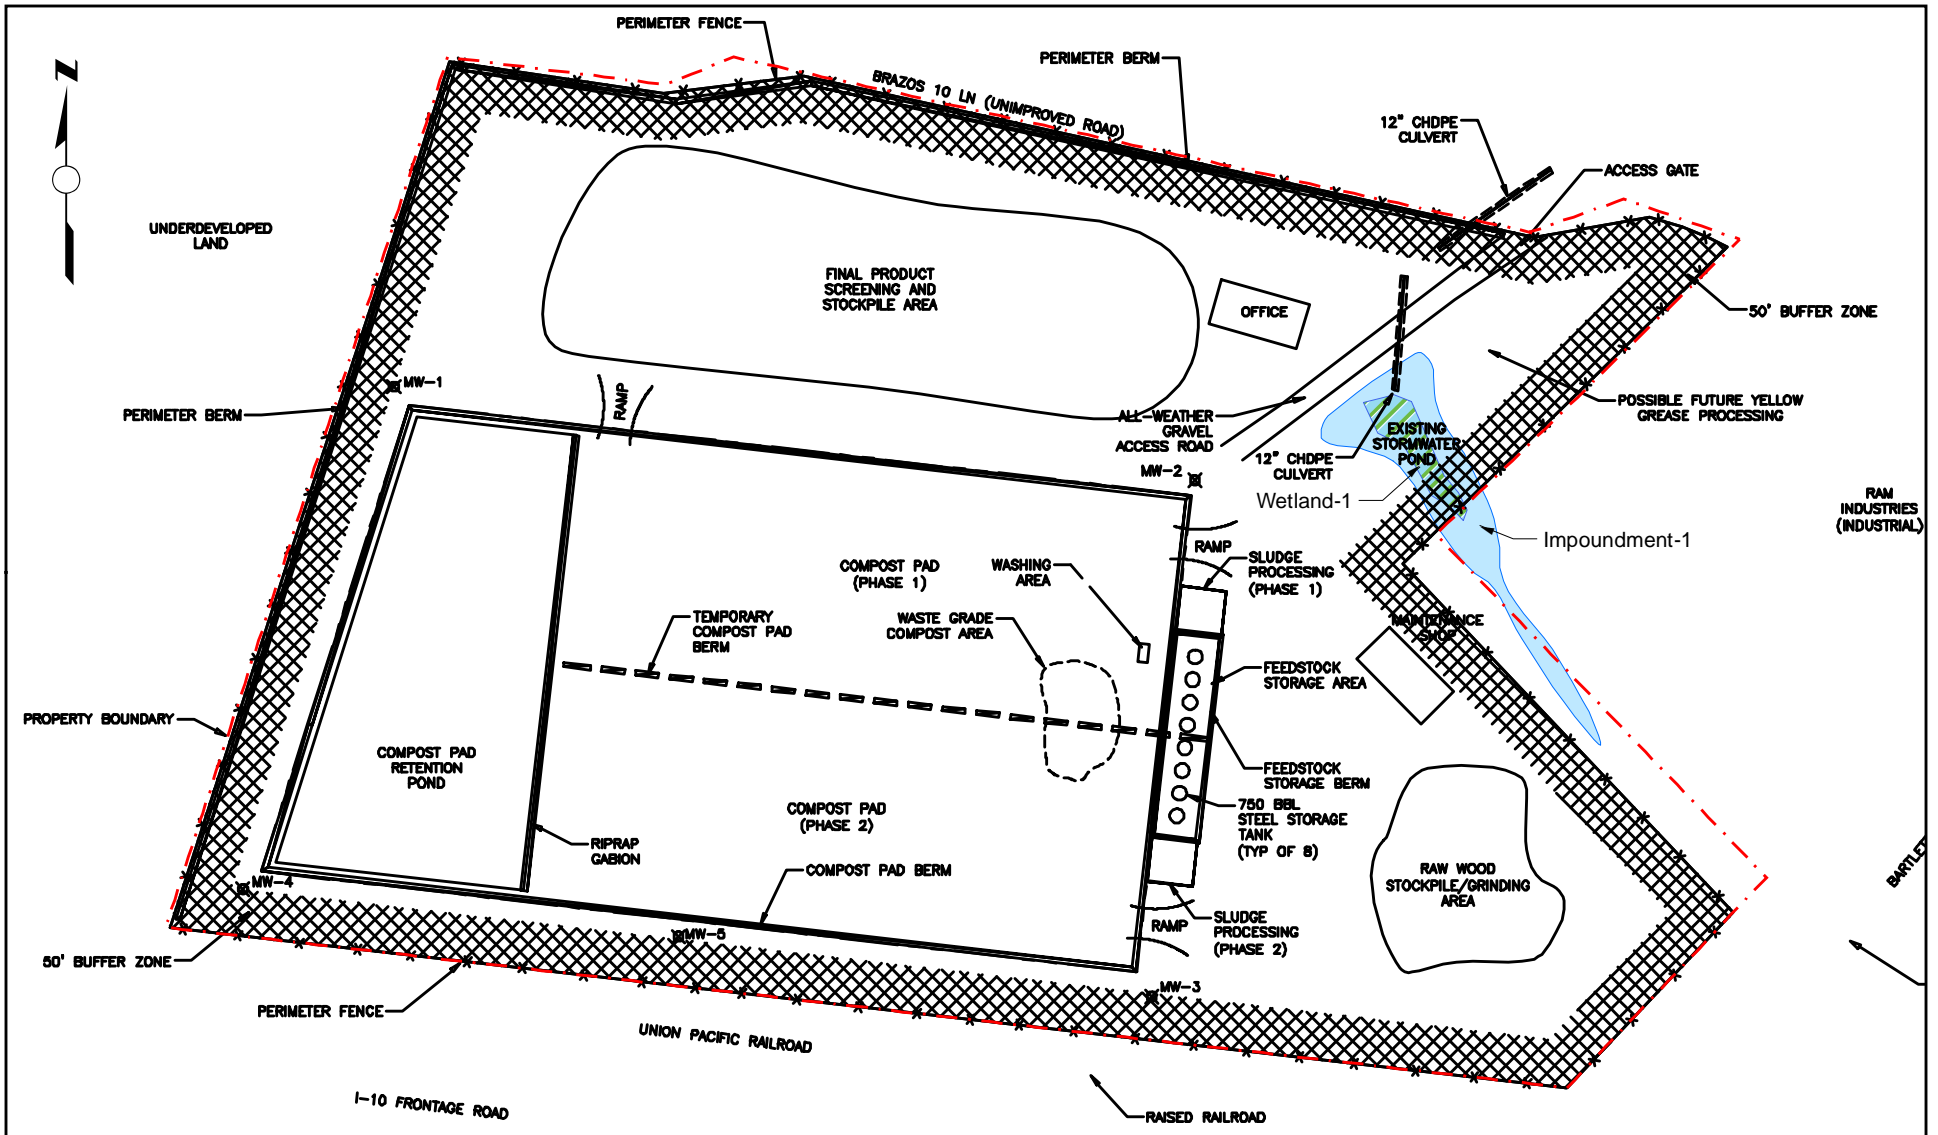 PERIMETER FENCE
PERIMETER BERM
BRAZOS 10 LN (UNIMPROVED ROAD)
12" CHDPE
CULVERT
ACCESS GATE
Z
UNDERDEVELOPED
LAND
FINAL PRODUCT
SCREENING AND
STOCKPILE AREA
OFFICE
50' BUFFER ZONE
MW-1
RAMP
PERIMETER BERM
ALL-WEATHER
GRAVEL
ACCESS ROAD
POSSIBLE FUTURE YELLOW
GREASE PROCESSING
EXISTING
STORMWATER
POND
12" CHDPE
CULVERT
MW-2
Wetland-1
RAM
INDUSTRIES
(INDUSTRIAL)
Impoundment-1
RAMP
SLUDGE
PROCESSING
(PHASE 1)
COMPOST PAD
(PHASE 1)
WASHING
AREA
TEMPORARY
COMPOST PAD
BERM
WASTE GRADE
COMPOST AREA
MAINTENANCE
SHOP
FEEDSTOCK
STORAGE AREA
PROPERTY BOUNDARY
COMPOST PAD
RETENTION
POND
FEEDSTOCK
STORAGE BERM
750 BBL
STEEL STORAGE
TANK
(TYP OF 8)
COMPOST PAD
(PHASE 2)
RIPRAP
GABION
COMPOST PAD BERM
RAW WOOD
STOCKPILE/GRINDING
AREA
MW-4
RAMP
SLUDGE
PROCESSING
(PHASE 2)
MW-5
50' BUFFER ZONE
MW-3
PERIMETER FENCE
UNION PACIFIC RAILROAD
I-10 FRONTAGE ROAD
RAISED RAILROAD